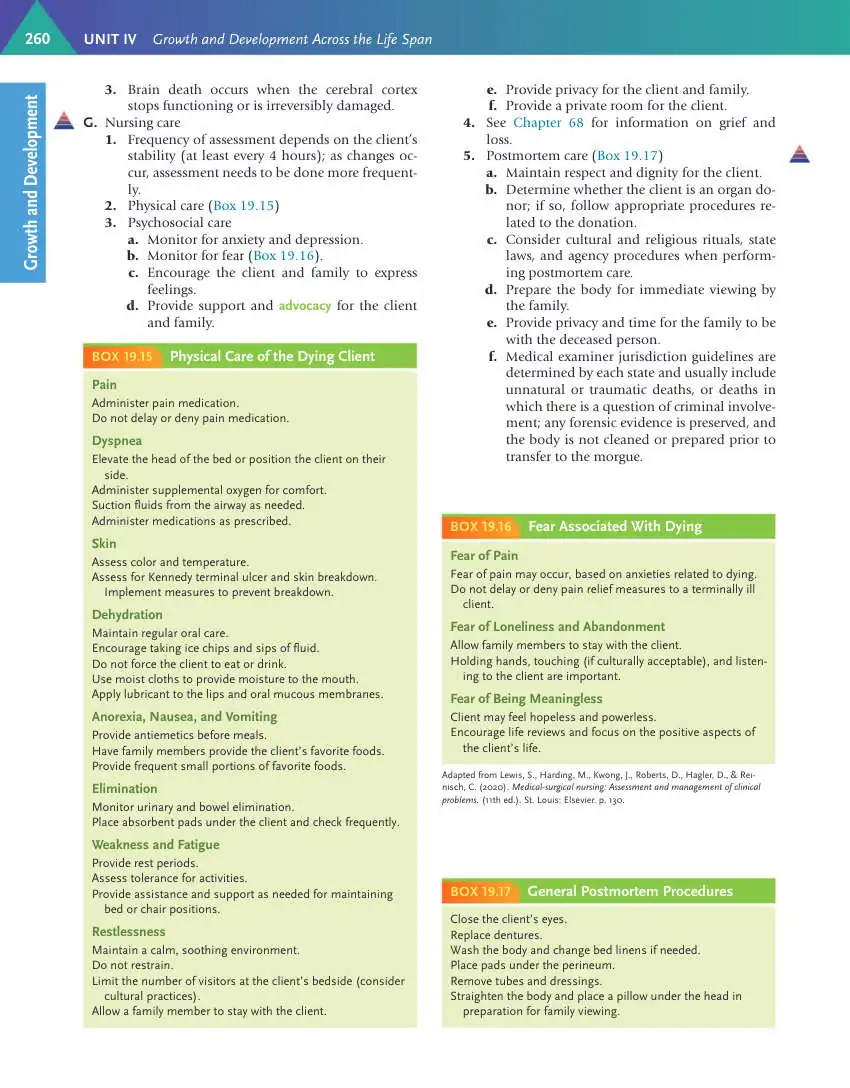 260
UNIT IV Growth and Development Across the Life Span
Growth and Development
3. Brain death occurs when the cerebral cortex
stops functioning or is irreversibly damaged.
G. Nursing care
1. Frequency of assessment depends on the client's
stability (at least every 4 hours); as changes oc-
cur, assessment needs to be done more frequent-
ly.
2. Physical care (Box 19.15)
3. Psychosocial care
a. Monitor for anxiety and depression.
b. Monitor for fear (Box 19.16).
c. Encourage the client and family to express
feelings.
d. Provide support and advocacy for the client
and family.
BOX 19.15 Physical Care of the Dying Client
Pain
Administer pain medication.
Do not delay or deny pain medication.
Dyspnea
Elevate the head of the bed or position the client on their
side.
Administer supplemental oxygen for comfort.
Suction fluids from the airway as needed.
Administer medications as prescribed.
Skin
Assess color and temperature.
Assess for Kennedy terminal ulcer and skin breakdown.
Implement measures to prevent breakdown.
Dehydration
Maintain regular oral care.
Encourage taking ice chips and sips of fluid.
Do not force the client to eat or drink.
Use moist cloths to provide moisture to the mouth.
Apply lubricant to the lips and oral mucous membranes.
Anorexia, Nausea, and Vomiting
Provide antiemetics before meals.
Have family members provide the client's favorite foods.
Provide frequent small portions of favorite foods.
Elimination
Monitor urinary and bowel elimination.
Place absorbent pads under the client and check frequently.
Weakness and Fatigue
Provide rest periods.
Assess tolerance for activities.
Provide assistance and support as needed for maintaining
bed or chair positions.
Restlessness
Maintain a calm, soothing environment.
Do not restrain.
Limit the number of visitors at the client's bedside (consider
cultural practices).
Allow a family member to stay with the client.
e. Provide privacy for the client and family.
f. Provide a private room for the client.
4. See Chapter 68 for information on grief and
loss.
5. Postmortem care (Box 19.17)
a. Maintain respect and dignity for the client.
b. Determine whether the client is an organ do-
nor; if so, follow appropriate procedures re-
lated to the donation.
c. Consider cultural and religious rituals, state
laws, and agency procedures when perform-
ing postmortem care.
d. Prepare the body for immediate viewing by
the family.
e. Provide privacy and time for the family to be
with the deceased person.
f. Medical examiner jurisdiction guidelines are
determined by each state and usually include
unnatural or traumatic deaths, or deaths in
which there is a question of criminal involve-
ment; any forensic evidence is preserved, and
the body is not cleaned or prepared prior to
transfer to the morgue.
BOX 19.16 Fear Associated With Dying
Fear of Pain
Fear of pain may occur, based on anxieties related to dying.
Do not delay or deny pain relief measures to a terminally ill
client.
Fear of Loneliness and Abandonment
Allow family members to stay with the client.
Holding hands, touching (if culturally acceptable), and listen-
ing to the client are important.
Fear of Being Meaningless
Client may feel hopeless and powerless.
Encourage life reviews and focus on the positive aspects of
the client's life.
Adapted from Lewis, S., Harding, M., Kwong, J., Roberts, D., Hagler, D., & Rei-
nisch, C. (2020). Medical-surgical nursing: Assessment and management of clinical
problems. (11th ed.). St. Louis: Elsevier. p. 130.
BOX 19.17 General Postmortem Procedures
Close the client's eyes.
Replace dentures.
Wash the body and change bed linens if needed.
Place pads under the perineum.
Remove tubes and dressings.
Straighten the body and place a pillow under the head in
preparation for family viewing.